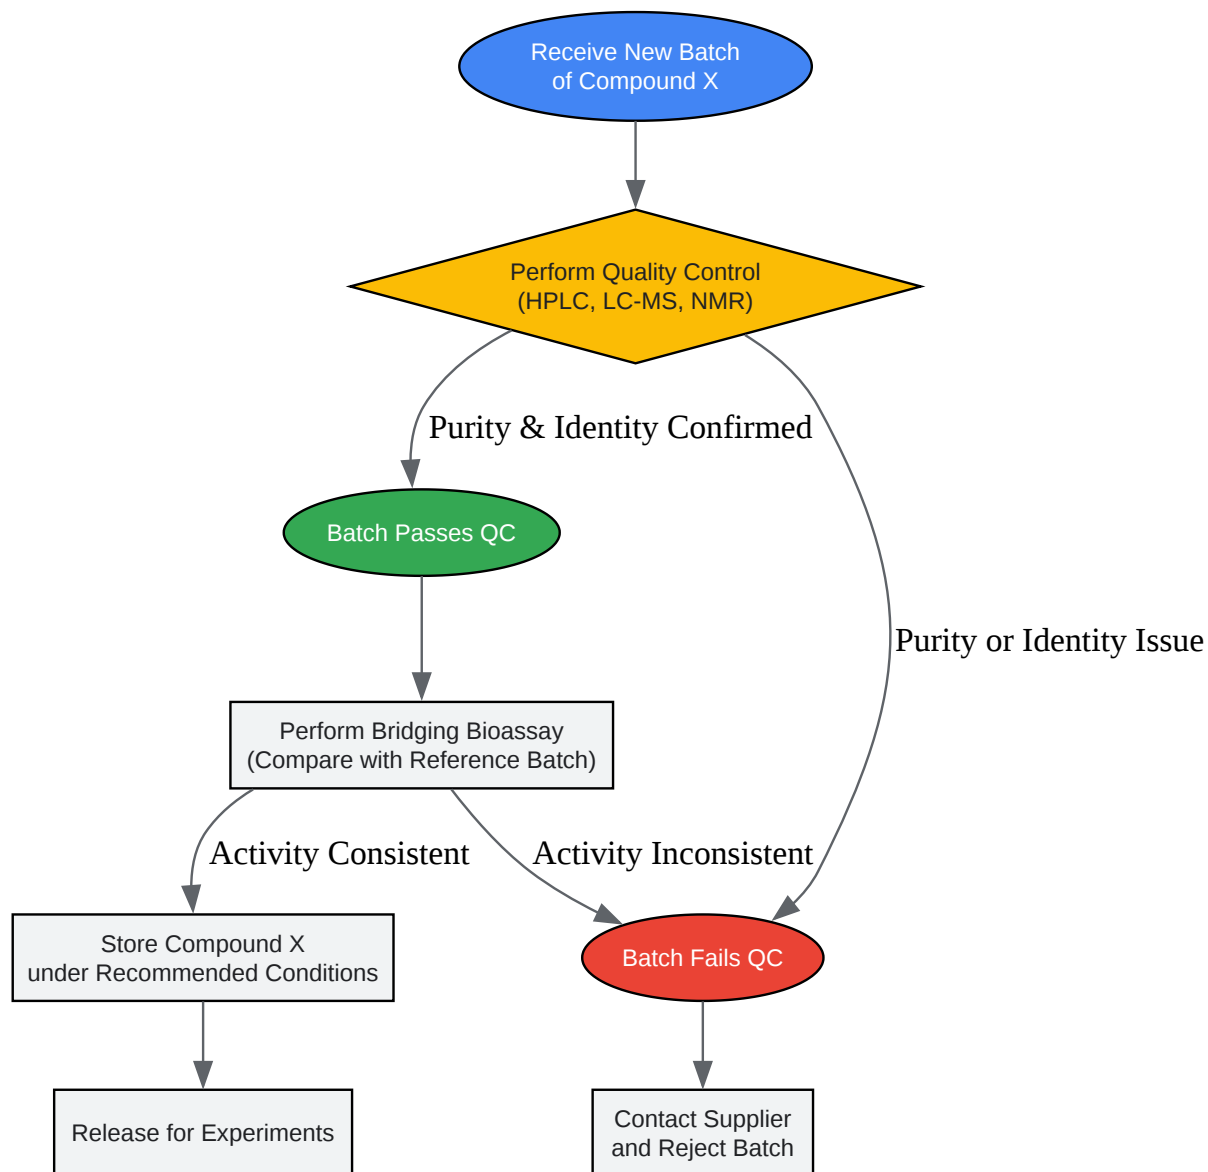 Receive New Batch
of Compound X
Perform Quality Control
(HPLC, LC-MS, NMR)
Purity & Identity Confirmed
Batch Passes QC
Purity or Identity Issue
Perform Bridging Bioassay
(Compare with Reference Batch)
Activity Consistent
Activity Inconsistent
Store Compound X
under Recommended Conditions
Batch Fails QC
Release for Experiments
Contact Supplier
and Reject Batch